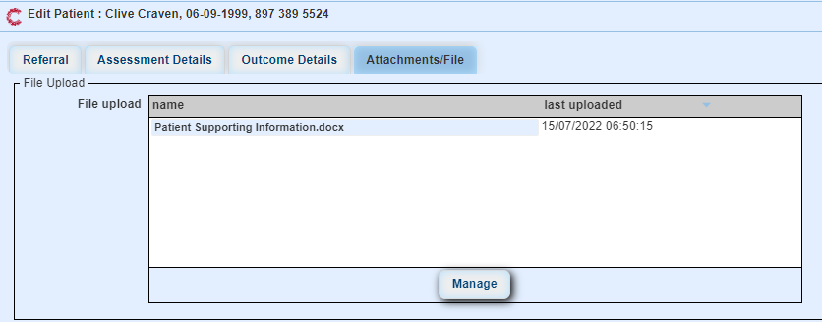 Edit Patient : Clive Craven, 06-09-1999, 897 389 5524
Referral Assessment Details Outcome Details Attachments/File
File Upload
File upload name last uploaded
Patient Supporting Information.docx 15/07/2022 06:50:15
Manage